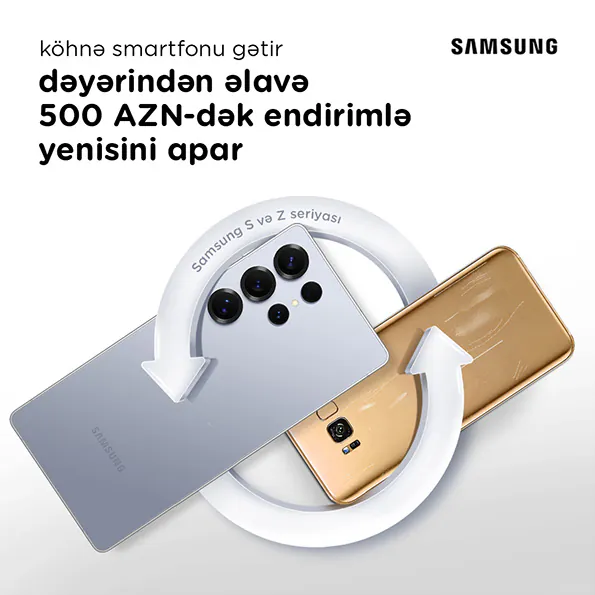 köhnə smartfonu gətir
SAMSUNG
dəyərindən əlavə
500 AZN-dək endirimlə
yenisini apar
Samsung S və Z seriyası
SAMSUNG